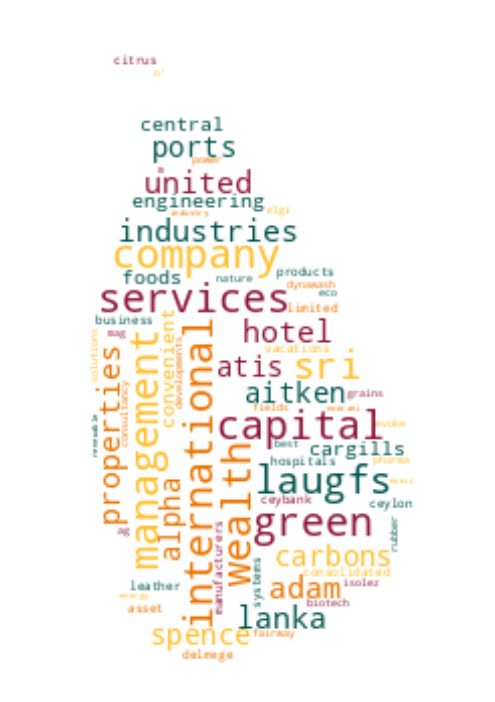 citrus
n'
central
ports
power
united
engineering
industry
elgi
industries
company
foods
nature
products
dynawash
eco
services
limited
business
mag
hotel
solutions
convenient
developments
vacations
atis
sri
properties
management
international
consultancy
aitken
grains
fields
capital
evoke
renewable
best
cargills
hospitals
pharma
wealth
laugfs
alpha
ceybank
ceylon
ag
green
manufacturers
rubber
carbons
systems
consolidated
leather
adam
isolez
energy
biotech
asset
lanka
spence
fairway
delmege